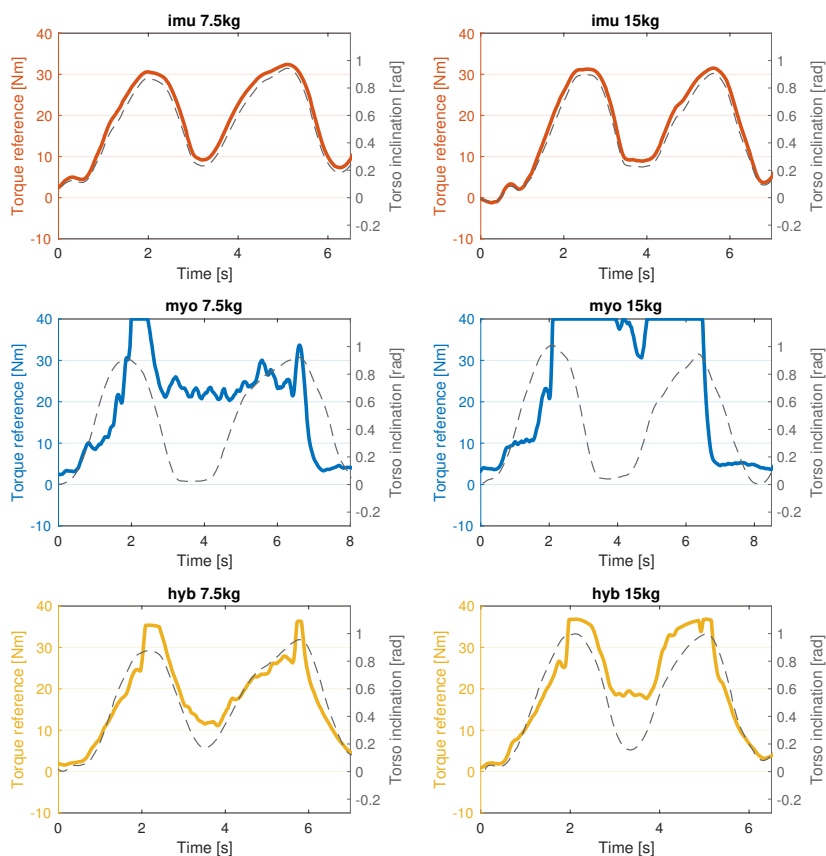 imu 7.5kg
Torque reference [Nm]
40
30
20
10
0
-10
0 2 4 6
Time [s]
1
0.8
0.6
0.4
0.2
0
-0.2
Torso inclination [rad]
imu 15kg
Torque reference [Nm]
40
30
20
10
0
-10
0 2 4 6
Time [s]
1
0.8
0.6
0.4
0.2
0
-0.2
Torso inclination [rad]
myo 7.5kg
Torque reference [Nm]
40
30
20
10
0
-10
0 2 4 6 8
Time [s]
1
0.8
0.6
0.4
0.2
0
-0.2
Torso inclination [rad]
myo 15kg
Torque reference [Nm]
40
30
20
10
0
-10
0 2 4 6 8
Time [s]
1
0.8
0.6
0.4
0.2
0
-0.2
Torso inclination [rad]
hyb 7.5kg
Torque reference [Nm]
40
30
20
10
0
-10
0 2 4 6
Time [s]
1
0.8
0.6
0.4
0.2
0
-0.2
Torso inclination [rad]
hyb 15kg
Torque reference [Nm]
40
30
20
10
0
-10
0 2 4 6
Time [s]
1
0.8
0.6
0.4
0.2
0
-0.2
Torso inclination [rad]